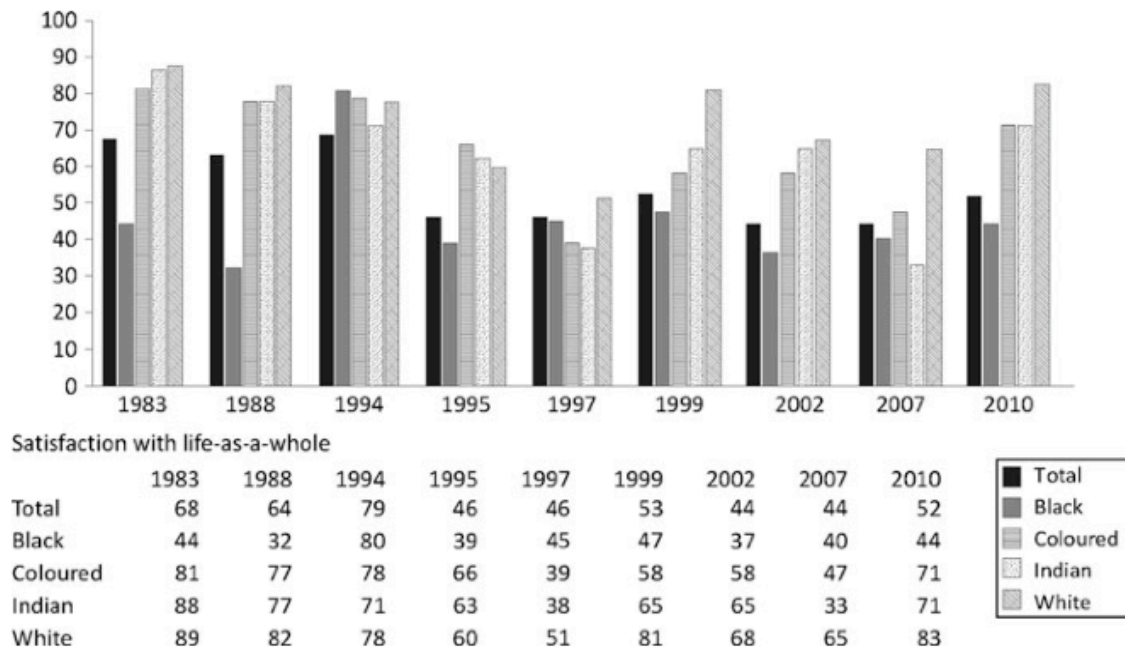 100
90
80
70
60
50
40
30
20
10
0
1983 1988 1994 1995 1997 1999 2002 2007 2010
Satisfaction with life-as-a-whole
1983 1988 1994 1995 1997 1999 2002 2007 2010
Total 68 64 79 46 46 53 44 44 52
Black 44 32 80 39 45 47 37 40 44
Coloured 81 77 78 66 39 58 58 47 71
Indian 88 77 71 63 38 65 65 33 71
White 89 82 78 60 51 81 68 65 83
Total
Black
Coloured
Indian
White